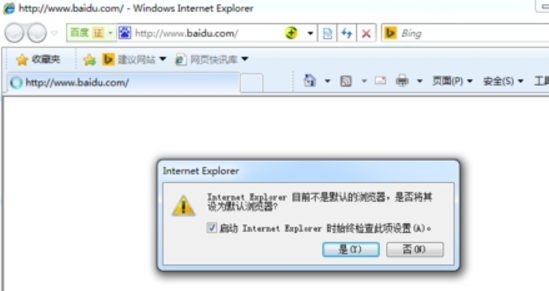 http://www.baidu.com/ - Windows Internet Explorer
百度 证 http://www.baidu.com/ Bing
收藏夹 建议网站 网页快讯库
http://www.baidu.com/ 页面(P) 安全(S) 工具
Internet Explorer
Internet Explorer 目前不是默认的浏览器，是否将其
设为默认浏览器?
启动 Internet Explorer 时始终检查此项设置(A)。
是(Y) 否(N)